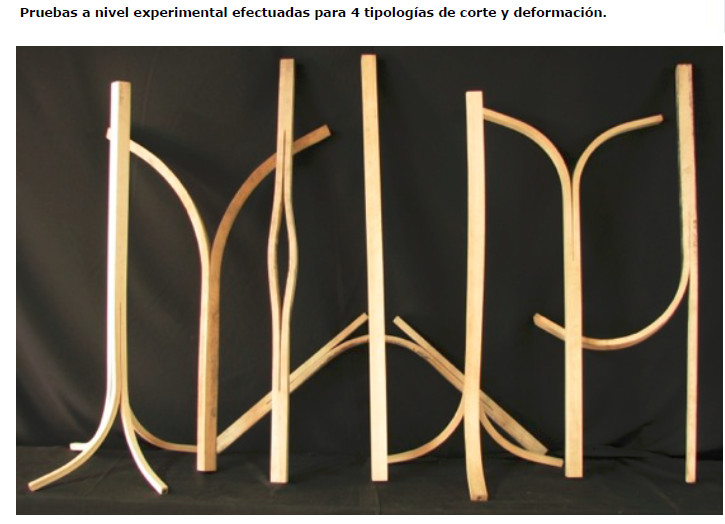 Pruebas a nivel experimental efectuadas para 4 tipologías de corte y deformación.